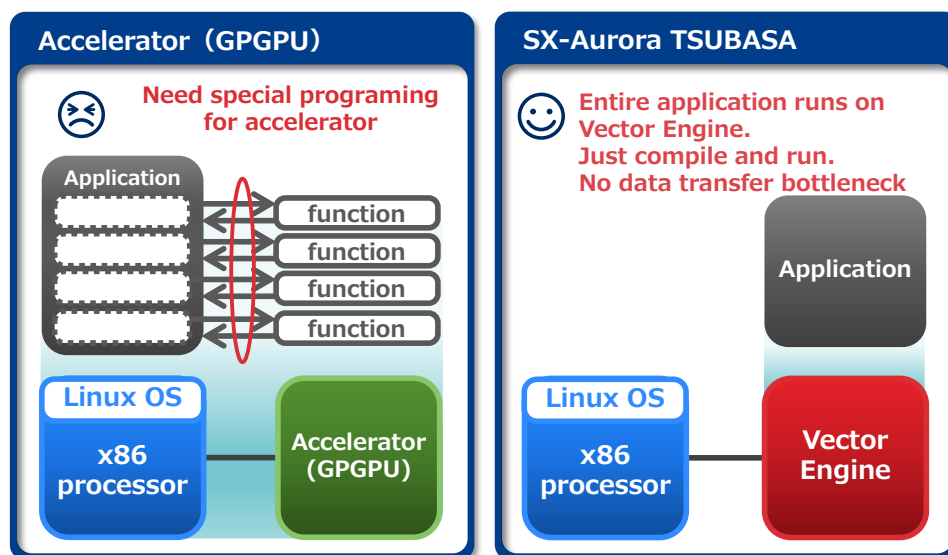 Accelerator（GPGPU）
Need special programing
for accelerator
Application
function
function
function
function
Linux OS
x86
processor
Accelerator
(GPGPU)
SX-Aurora TSUBASA
Entire application runs on
Vector Engine.
Just compile and run.
No data transfer bottleneck
Application
Linux OS
x86
processor
Vector
Engine